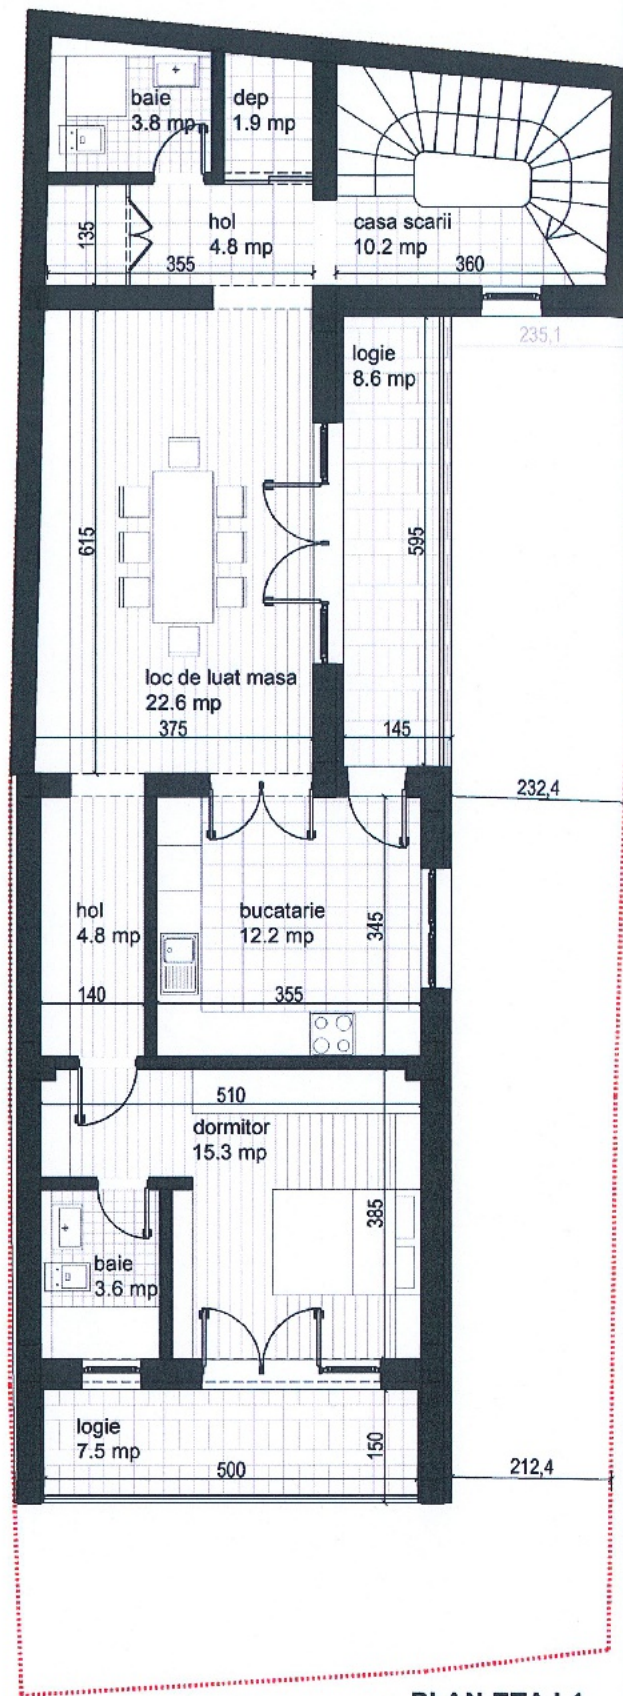 baie
3.8 mp
dep
1.9 mp
hol
4.8 mp
casa scarii
10.2 mp
135
355
360
235,1
logie
8.6 mp
615
595
loc de luat masa
22.6 mp
375
145
232,4
hol
4.8 mp
bucatarie
12.2 mp
345
140
355
510
dormitor
15.3 mp
385
baie
3.6 mp
logie
7.5 mp
150
500
212,4